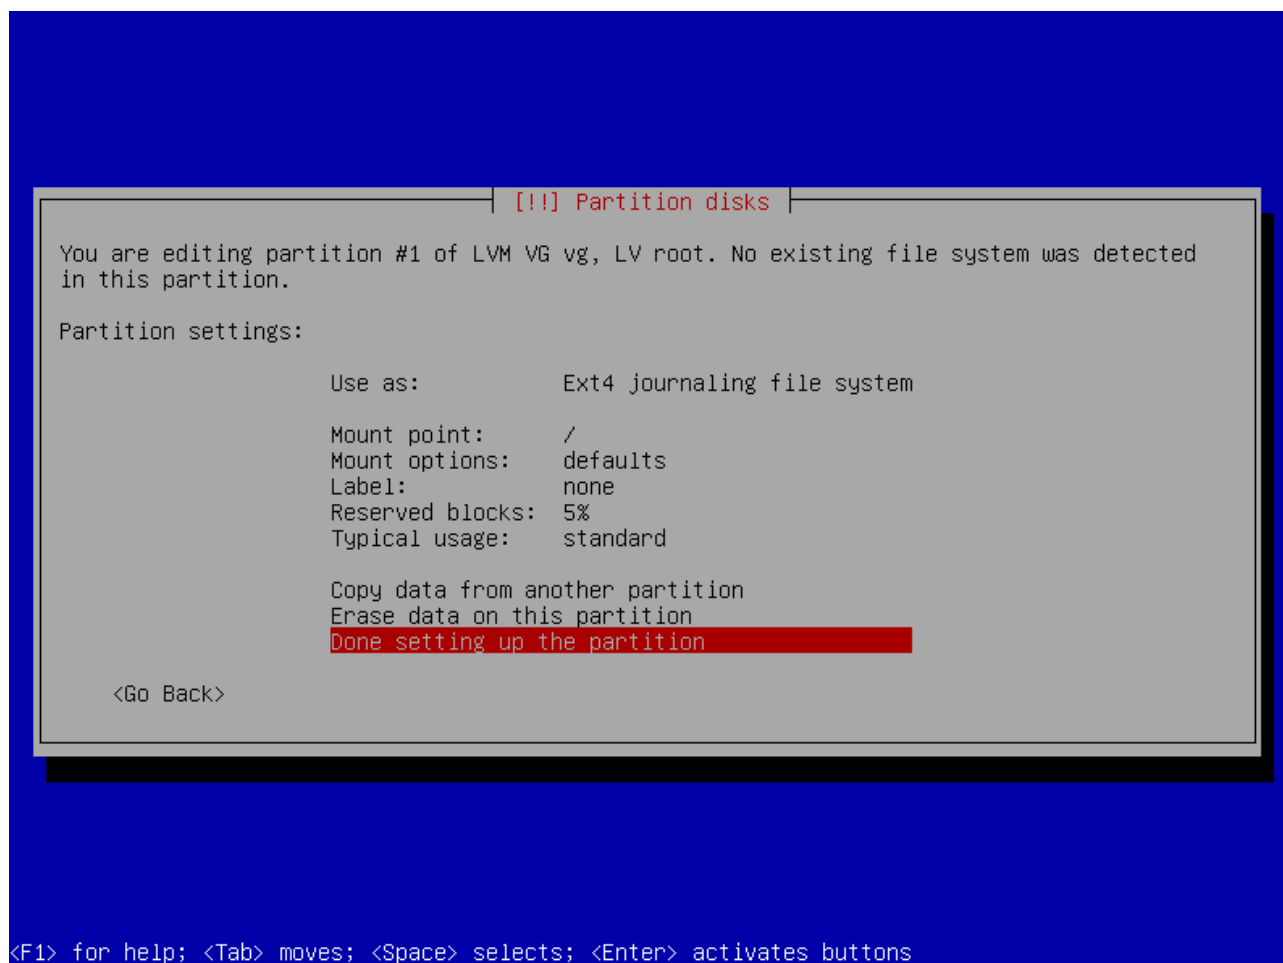 [!!] Partition disks
You are editing partition #1 of LVM VG vg, LV root. No existing file system was detected
in this partition.
Partition settings:
Use as: Ext4 journaling file system
Mount point: /
Mount options: defaults
Label: none
Reserved blocks: 5%
Typical usage: standard
Copy data from another partition
Erase data on this partition
Done setting up the partition
<Go Back>
<F1> for help; <Tab> moves; <Space> selects; <Enter> activates buttons